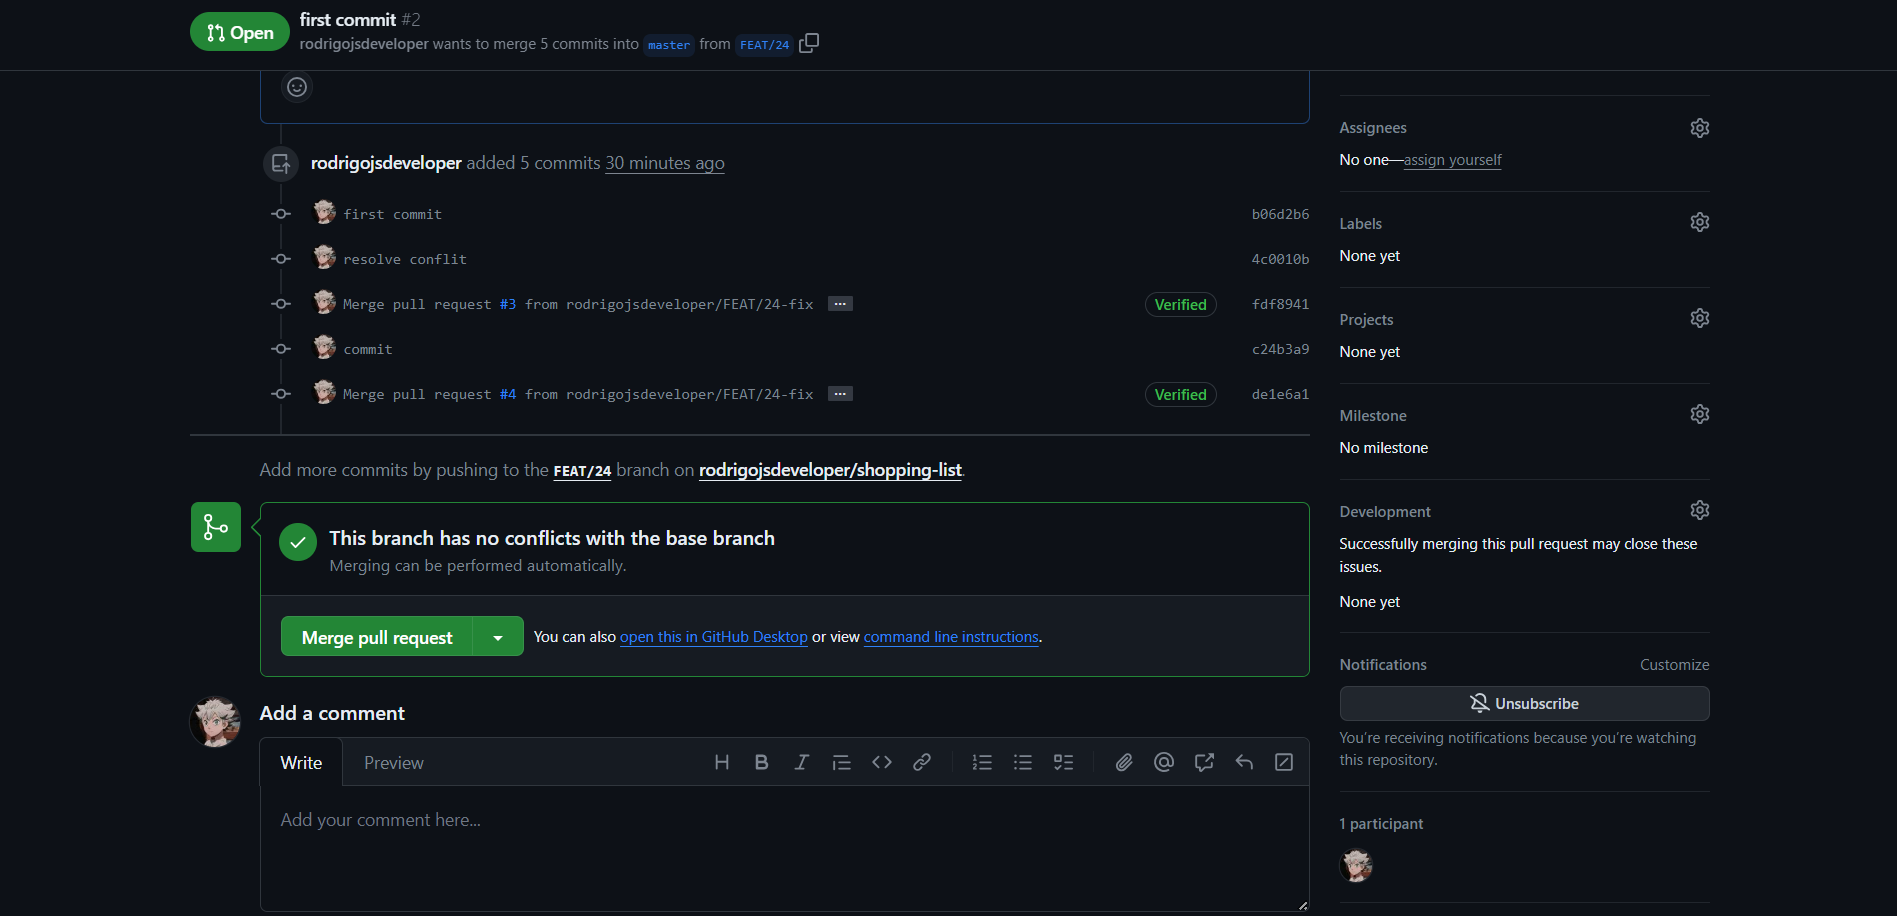 Open
first commit #2
rodrigojsdeveloper wants to merge 5 commits into master from FEAT/24
rodrigojsdeveloper added 5 commits 30 minutes ago
first commit b06d2b6
resolve conflit 4c0010b
Merge pull request #3 from rodrigojsdeveloper/FEAT/24-fix ... Verified fdf8941
commit c24b3a9
Merge pull request #4 from rodrigojsdeveloper/FEAT/24-fix ... Verified de1e6a1
Add more commits by pushing to the FEAT/24 branch on rodrigojsdeveloper/shopping-list.
This branch has no conflicts with the base branch
Merging can be performed automatically.
Merge pull request
You can also open this in GitHub Desktop or view command line instructions.
Add a comment
Write Preview
Add your comment here...
Assignees
No one—assign yourself
Labels
None yet
Projects
None yet
Milestone
No milestone
Development
Successfully merging this pull request may close these
issues.
None yet
Notifications Customize
Unsubscribe
You're receiving notifications because you're watching
this repository.
1 participant